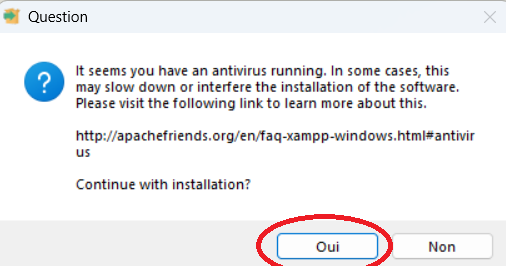 Question
It seems you have an antivirus running. In some cases, this
may slow down or interfere the installation of the software.
Please visit the following link to learn more about this.
http://apachefriends.org/en/faq-xampp-windows.html#antivir
us
Continue with installation?
Oui
Non